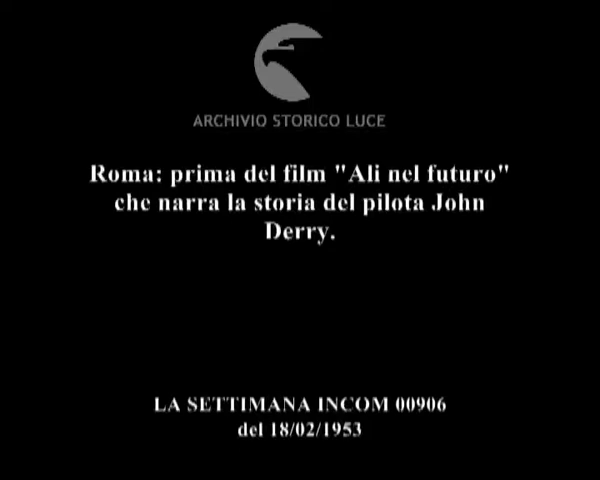 ARCHIVIO STORICO LUCE
Roma: prima del film "Ali nel futuro"
che narra la storia del pilota John
Derry.
LA SETTIMANA INCOM 00906
del 18/02/1953